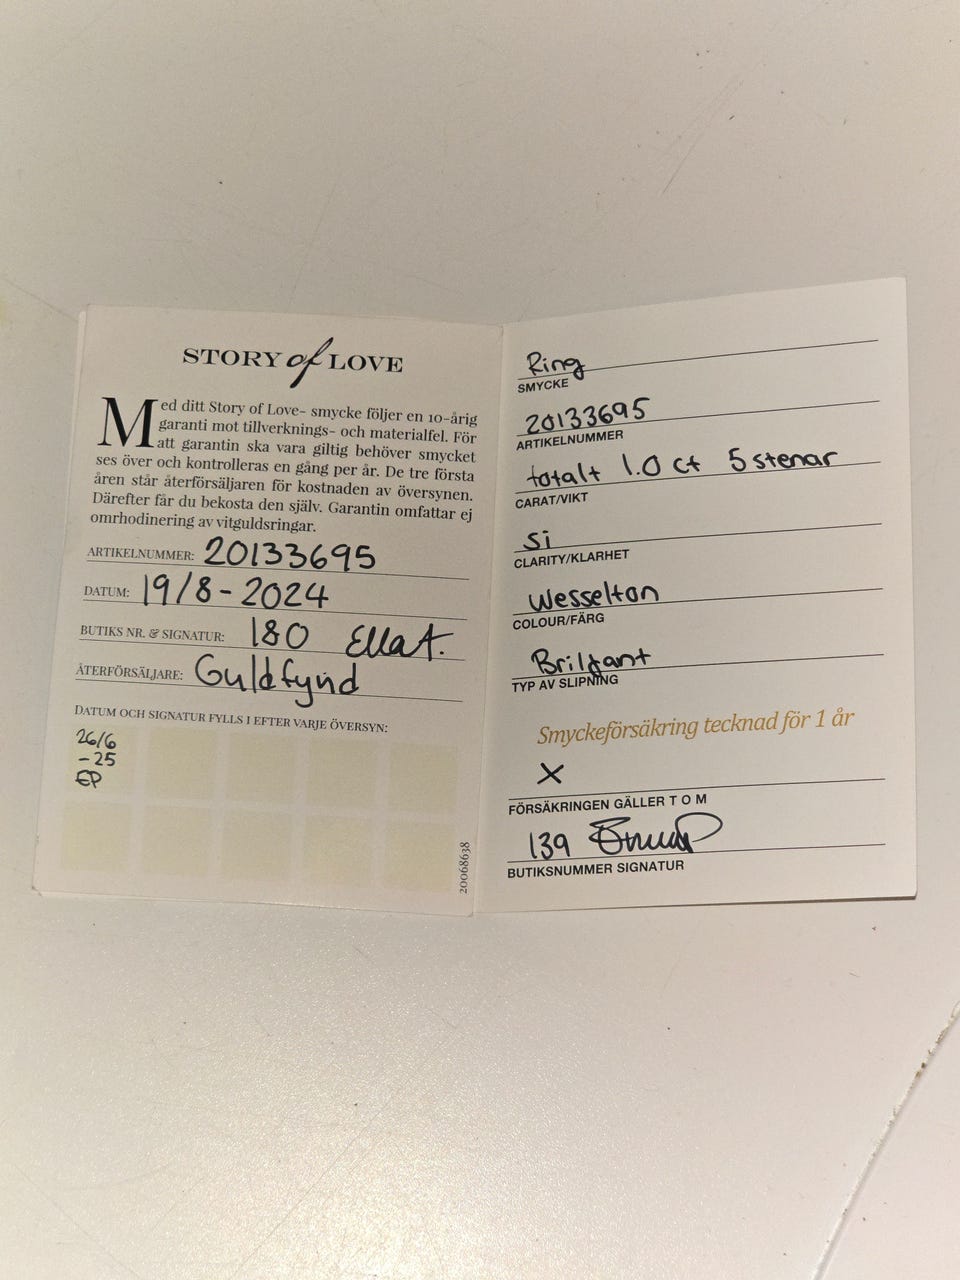 STORY of LOVE
Med ditt Story of Love- smycke följer en 10-årig
garanti mot tillverknings- och materialfel. För
att garantin ska vara giltig behöver smycket
ses över och kontrolleras en gång per år. De tre första
åren står återförsäljaren för kostnaden av översynen.
Därefter får du bekosta den själv. Garantin omfattar ej
omrhodinering av vitguldsringar.
ARTIKELNUMMER: 20133695
DATUM: 19/8-2024
BUTIKS NR. & SIGNATUR: 180 Ella A.
ÅTERFÖRSÄLJARE: Guldfynd
DATUM OCH SIGNATUR FYLLS I EFTER VARJE ÖVERSYN:
26/6
-25
EP
20068638
Ring
SMYCKE
20133695
ARTIKELNUMMER
totalt 1.0 ct 5 stenar
CARAT/VIKT
Si
CLARITY/KLARHET
Wesselton
COLOUR/FÄRG
Briljant
TYP AV SLIPNING
Smyckeförsäkring tecknad för 1 år
X
FÖRSÄKRINGEN GÄLLER T O M
139
BUTIKSNUMMER SIGNATUR